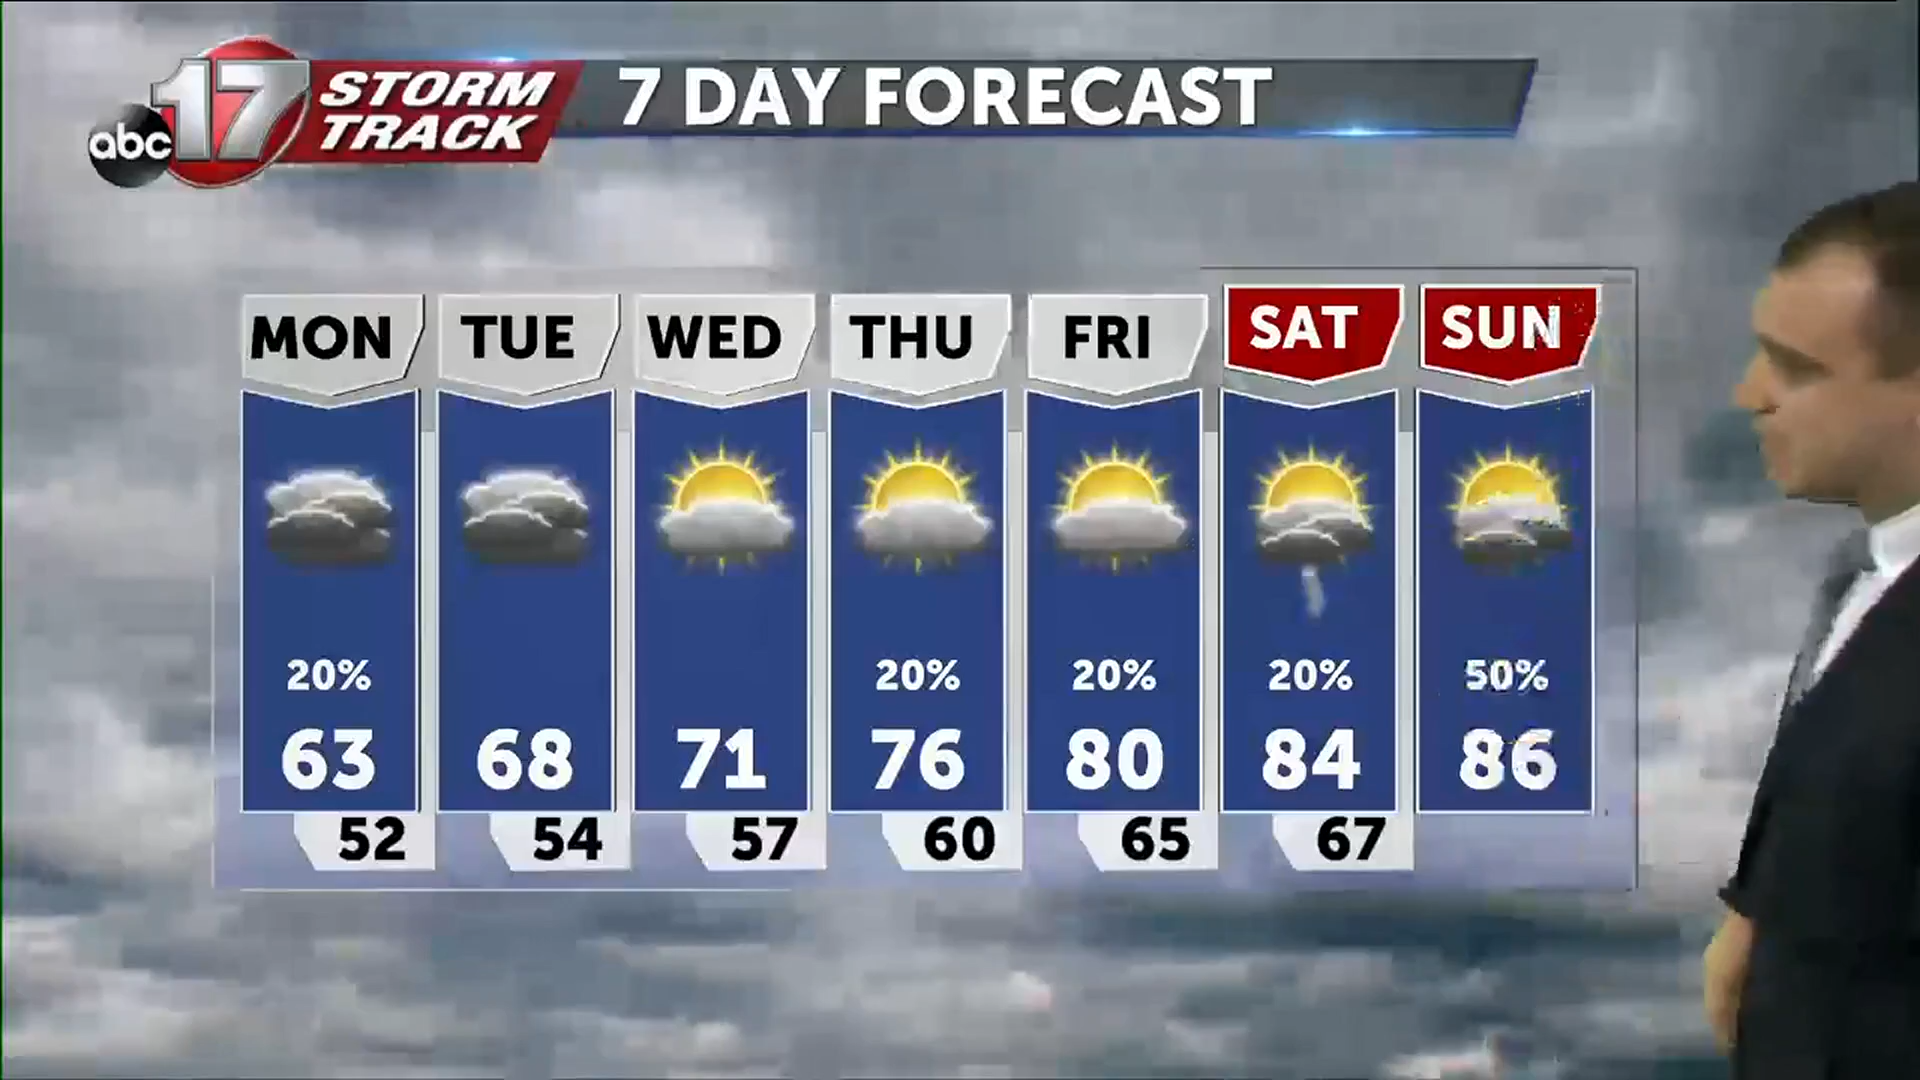 abc 17 STORM TRACK
7 DAY FORECAST
MON TUE WED THU FRI SAT SUN
20% 20% 20% 20% 50%
63 68 71 76 80 84 86
52 54 57 60 65 67